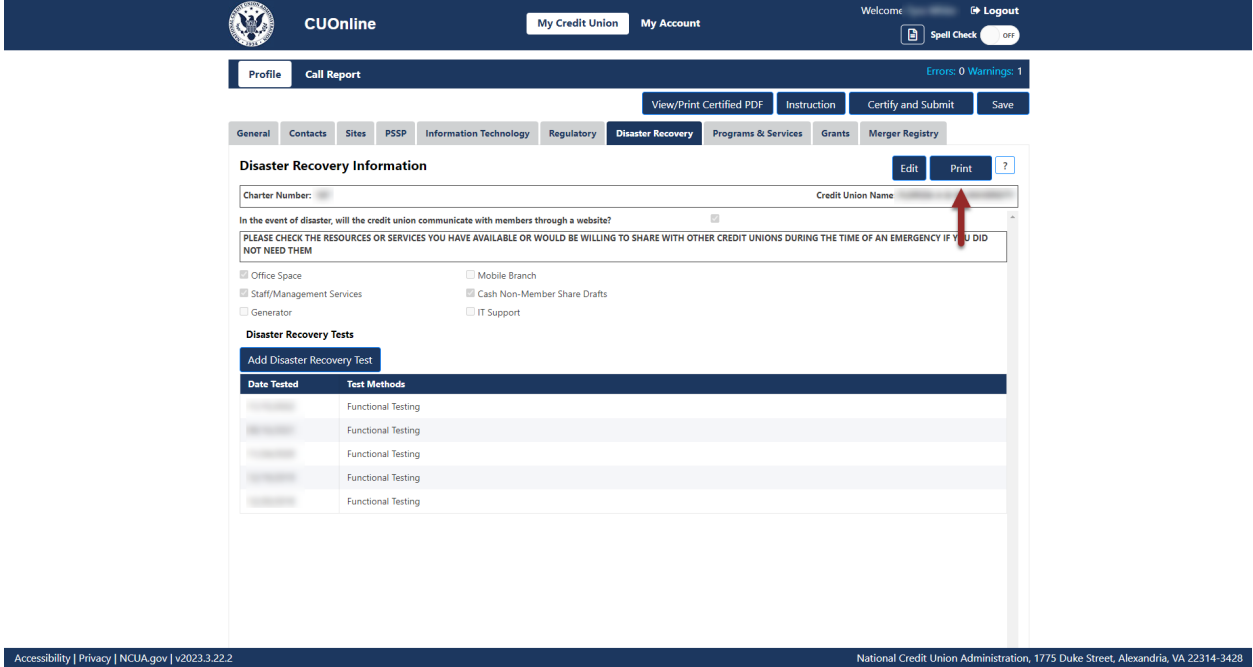 Welcome Logout
CUOnline My Credit Union My Account
Spell Check OFF
Profile Call Report Errors: 0 Warnings: 1
View/Print Certified PDF Instruction Certify and Submit Save
General Contacts Sites PSSP Information Technology Regulatory Disaster Recovery Programs & Services Grants Merger Registry
Disaster Recovery Information Edit Print ?
Charter Number: Credit Union Name
In the event of disaster, will the credit union communicate with members through a website?
PLEASE CHECK THE RESOURCES OR SERVICES YOU HAVE AVAILABLE OR WOULD BE WILLING TO SHARE WITH OTHER CREDIT UNIONS DURING THE TIME OF AN EMERGENCY IF YOU DID
NOT NEED THEM
Office Space Mobile Branch
Staff/Management Services Cash Non-Member Share Drafts
Generator IT Support
Disaster Recovery Tests
Add Disaster Recovery Test
Date Tested Test Methods
Functional Testing
Functional Testing
Functional Testing
Functional Testing
Functional Testing
Accessibility | Privacy | NCUA.gov | v2023.3.22.2 National Credit Union Administration, 1775 Duke Street, Alexandria, VA 22314-3428